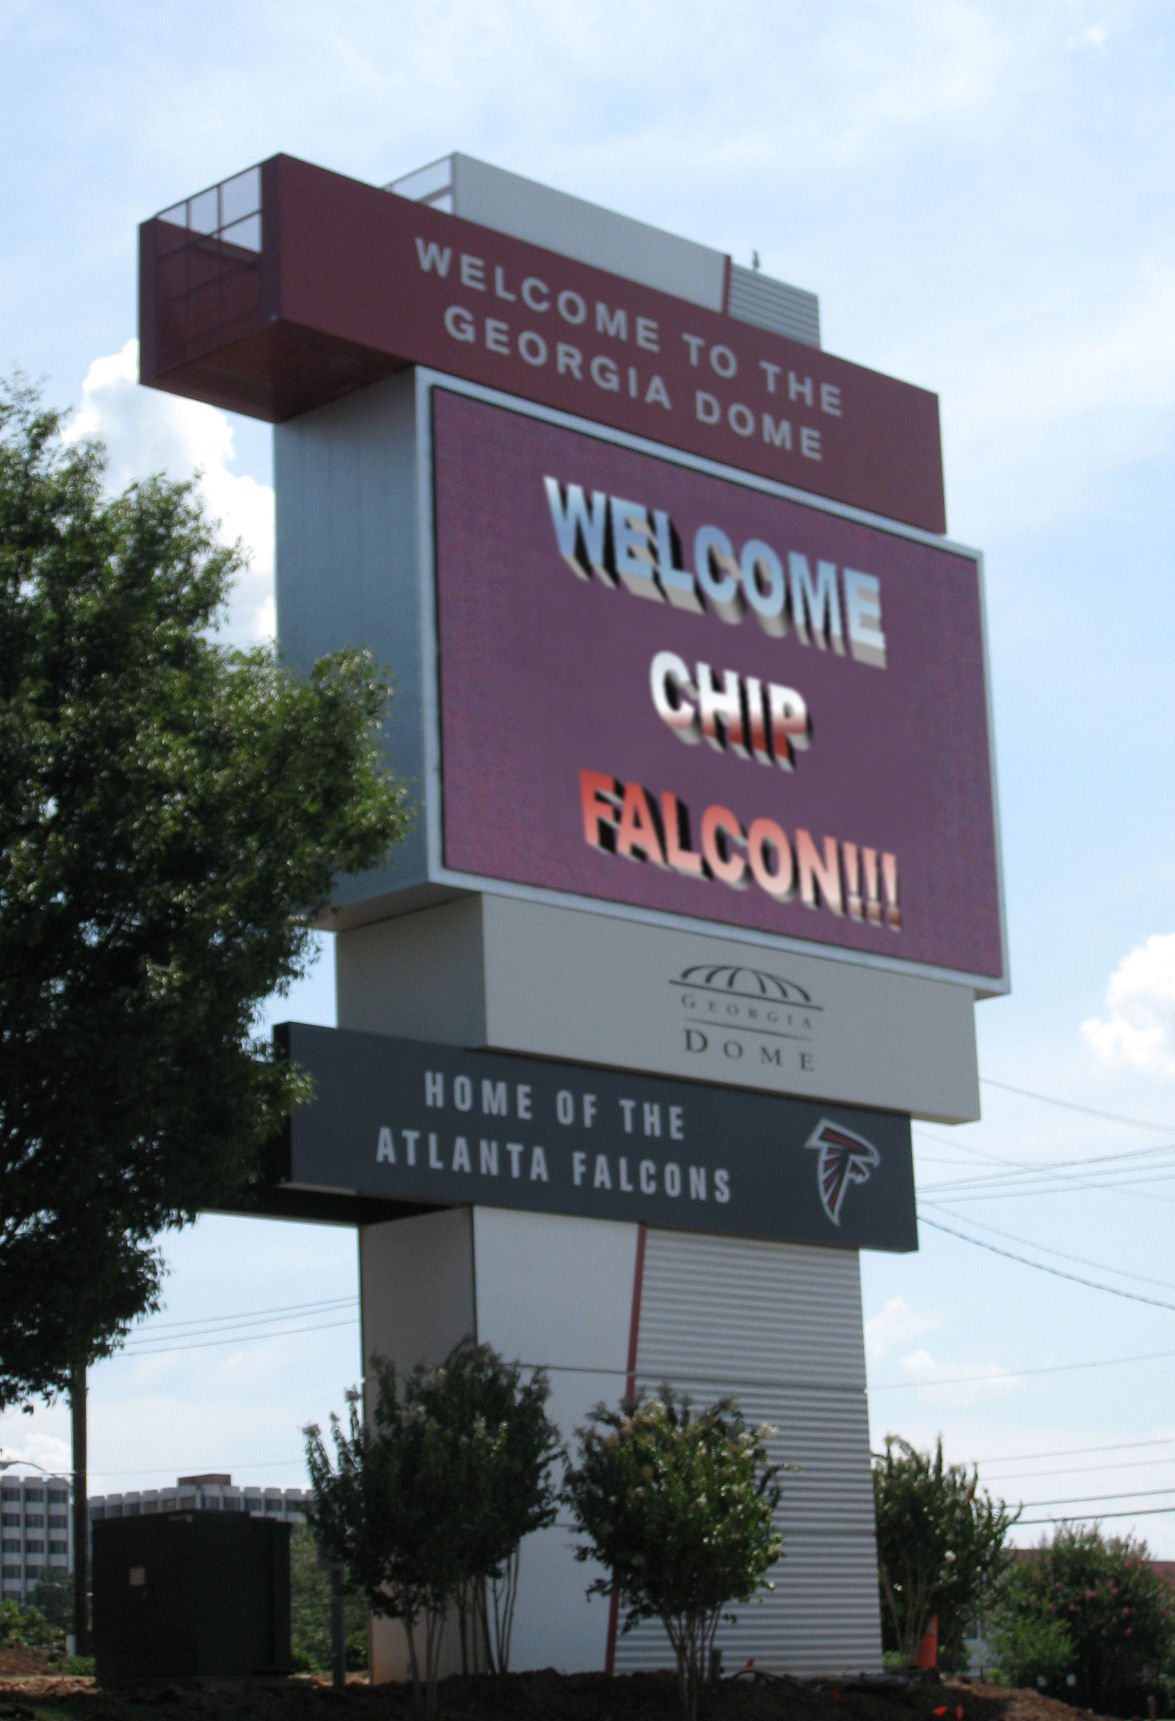 WELCOME TO THE
GEORGIA DOME
WELCOME
CHIP
FALCON!!!
GEORGIA
DOME
HOME OF THE
ATLANTA FALCONS